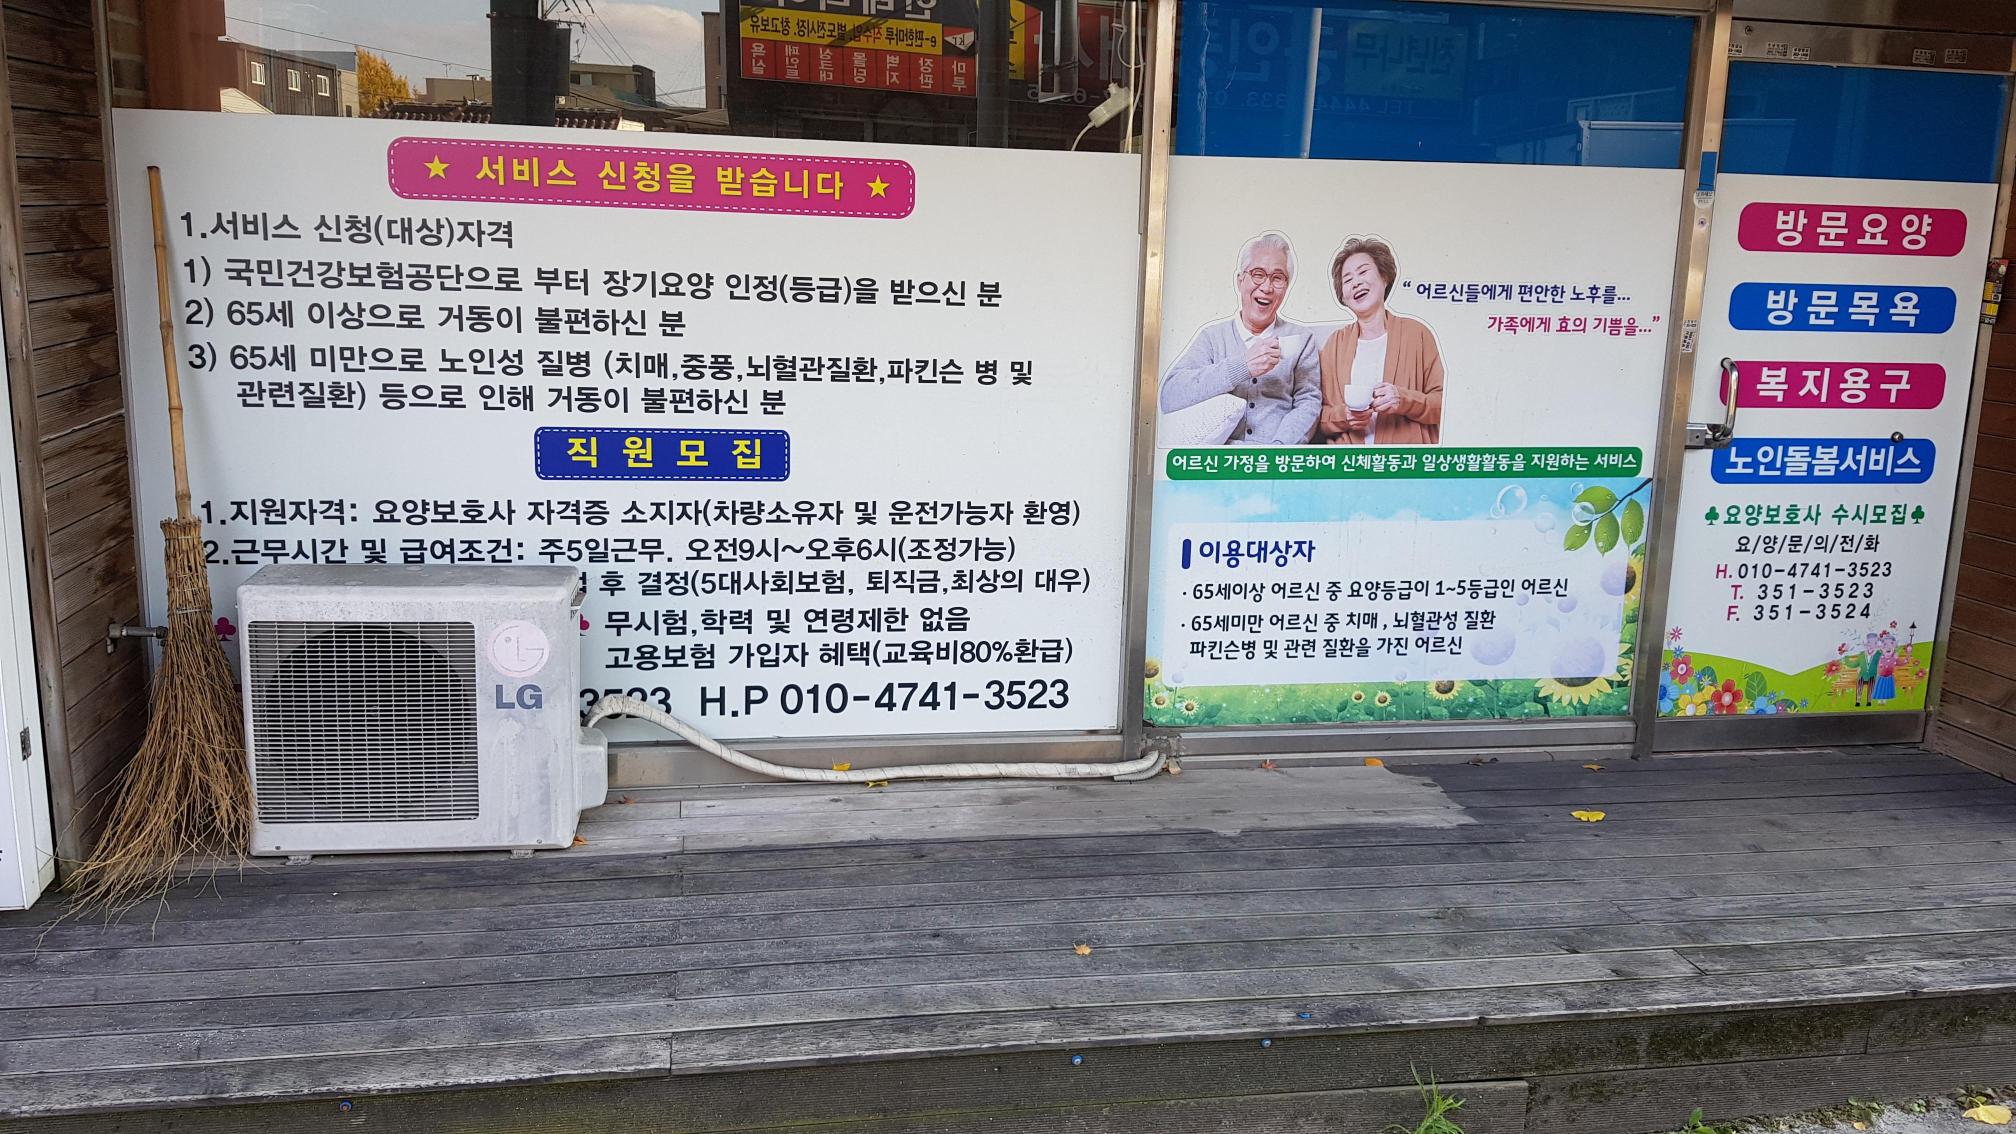 ★ 서비스 신청을 받습니다 ★
1.서비스 신청(대상)자격
1) 국민건강보험공단으로 부터 장기요양 인정(등급)을 받으신 분
2) 65세 이상으로 거동이 불편하신 분
3) 65세 미만으로 노인성 질병 (치매,중풍,뇌혈관질환,파킨슨 병 및
관련질환) 등으로 인해 거동이 불편하신 분
직원모집
1.지원자격: 요양보호사 자격증 소지자(차량소유자 및 운전가능자 환영)
2.근무시간 및 급여조건: 주5일근무. 오전9시~오후6시(조정가능)
후 결정(5대사회보험, 퇴직금,최상의 대우)
♣ 무시험,학력 및 연령제한 없음
고용보험 가입자 혜택(교육비80%환급)
3523 H.P 010-4741-3523
LG
“ 어르신들에게 편안한 노후를...
가족에게 효의 기쁨을...”
어르신 가정을 방문하여 신체활동과 일상생활활동을 지원하는 서비스
이용대상자
· 65세이상 어르신 중 요양등급이 1~5등급인 어르신
· 65세미만 어르신 중 치매 , 뇌혈관성 질환
파킨슨병 및 관련 질환을 가진 어르신
방문요양
방문목욕
복지용구
노인돌봄서비스
♣요양보호사 수시모집♣
요/양/문/의/전/화
H. 010-4741-3523
T. 351-3523
F. 351-3524